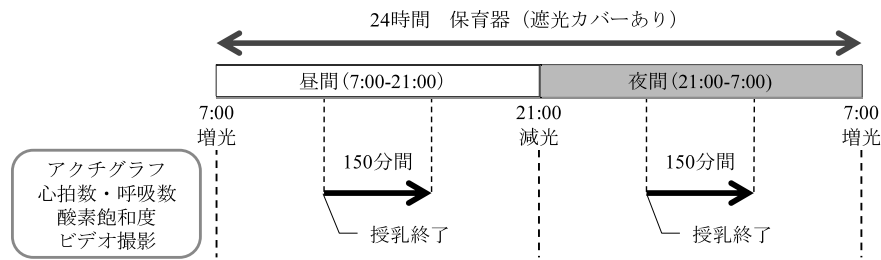 24時間　保育器（遮光カバーあり）
昼間（7:00-21:00）
夜間（21:00-7:00）
7:00
増光
21:00
減光
7:00
増光
アクチグラフ
心拍数・呼吸数
酸素飽和度
ビデオ撮影
150分間
授乳終了
150分間
授乳終了